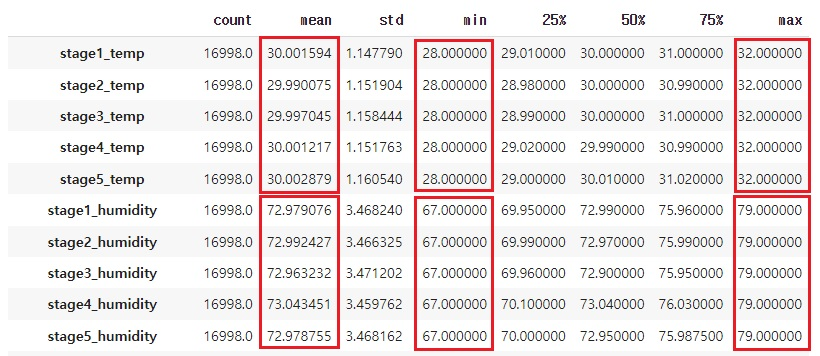 count mean std min 25% 50% 75% max
stage1_temp 16998.0 30.001594 1.147790 28.000000 29.010000 30.000000 31.000000 32.000000
stage2_temp 16998.0 29.990075 1.151904 28.000000 28.980000 30.000000 30.990000 32.000000
stage3_temp 16998.0 29.997045 1.158444 28.000000 28.990000 30.000000 31.000000 32.000000
stage4_temp 16998.0 30.001217 1.151763 28.000000 29.020000 29.990000 30.990000 32.000000
stage5_temp 16998.0 30.002879 1.160540 28.000000 29.000000 30.010000 31.020000 32.000000
stage1_humidity 16998.0 72.979076 3.468240 67.000000 69.950000 72.990000 75.960000 79.000000
stage2_humidity 16998.0 72.992427 3.466325 67.000000 69.990000 72.970000 75.990000 79.000000
stage3_humidity 16998.0 72.963232 3.471202 67.000000 69.960000 72.900000 75.950000 79.000000
stage4_humidity 16998.0 73.043451 3.459762 67.000000 70.100000 73.040000 76.030000 79.000000
stage5_humidity 16998.0 72.978755 3.468162 67.000000 70.000000 72.950000 75.987500 79.000000